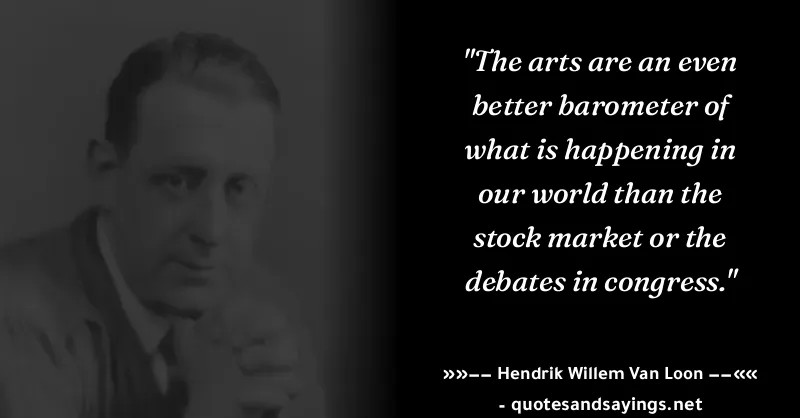 "The arts are an even
better barometer of
what is happening in
our world than the
stock market or the
debates in congress."
»»–– Hendrik Willem Van Loon ––««
- quotesandsayings.net